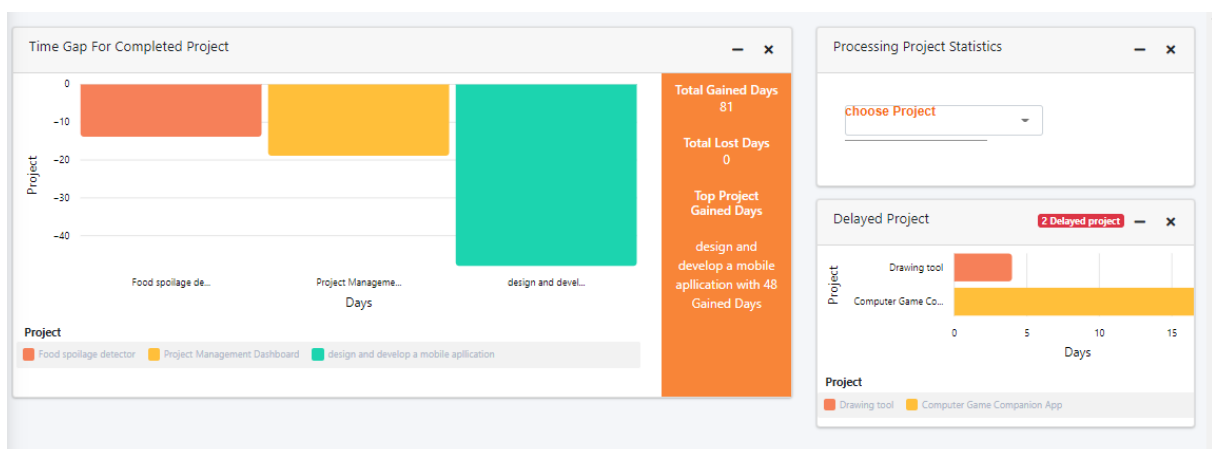 Time Gap For Completed Project
0
−10
−20
−30
−40
Project
Food spoilage de...
Project Manageme...
design and devel...
Days
Project
Food spoilage detector
Project Management Dashboard
design and develop a mobile apllication
Total Gained Days
81
Total Lost Days
0
Top Project
Gained Days
design and
develop a mobile
apllication with 48
Gained Days
Processing Project Statistics
choose Project
Delayed Project
2 Delayed project
Project
Drawing tool
Computer Game Co...
0 5 10 15
Days
Project
Drawing tool
Computer Game Companion App